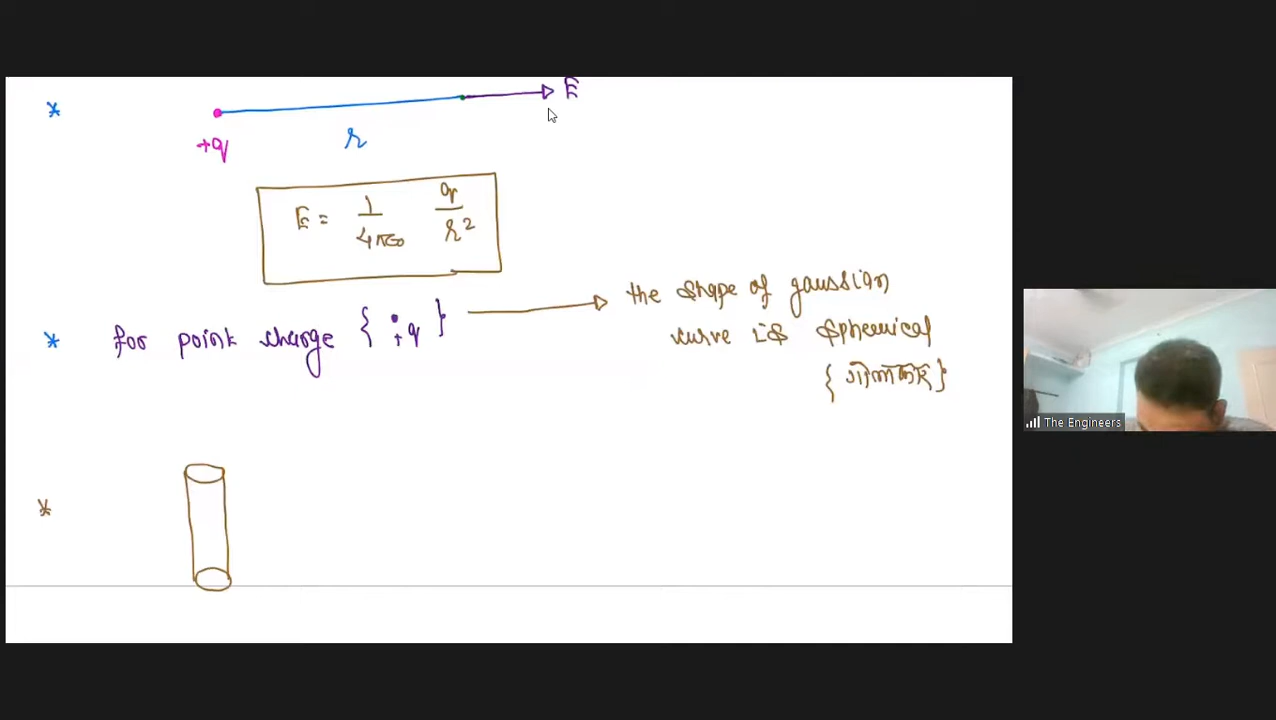 * E
+q r
E = 1/4πε₀ q/r²
the shape of gaussian
* for point charge { +q }
curve is spherical
{ गोलाकार }
The Engineers
*